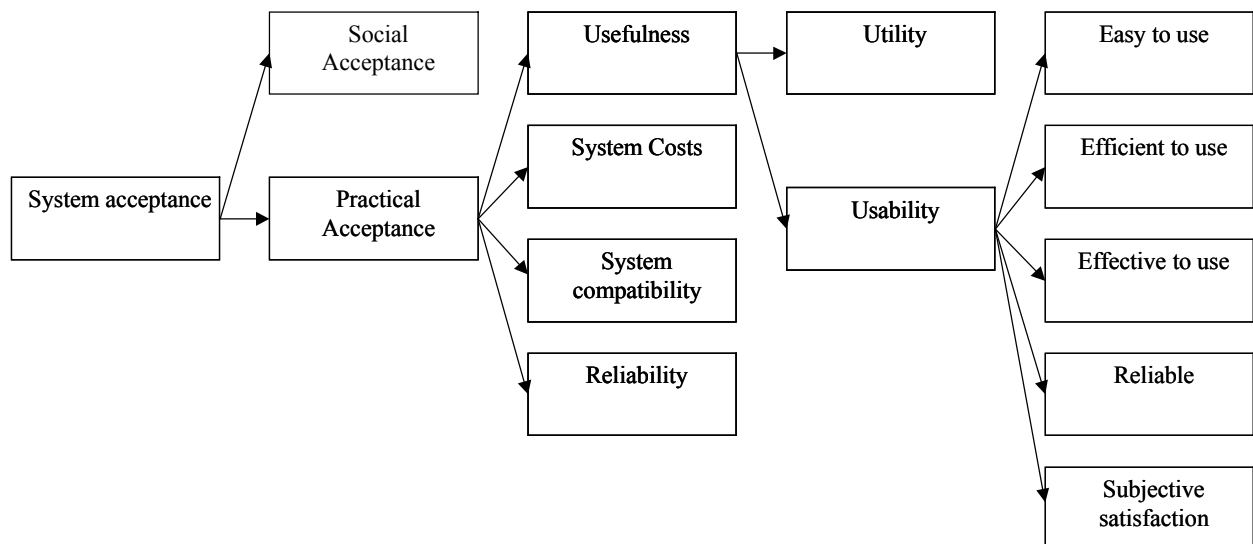 Social
Acceptance
Usefulness
Utility
Easy to use
System Costs
Efficient to use
System acceptance
Practical
Acceptance
Usability
System
compatibility
Effective to use
Reliability
Reliable
Subjective
satisfaction